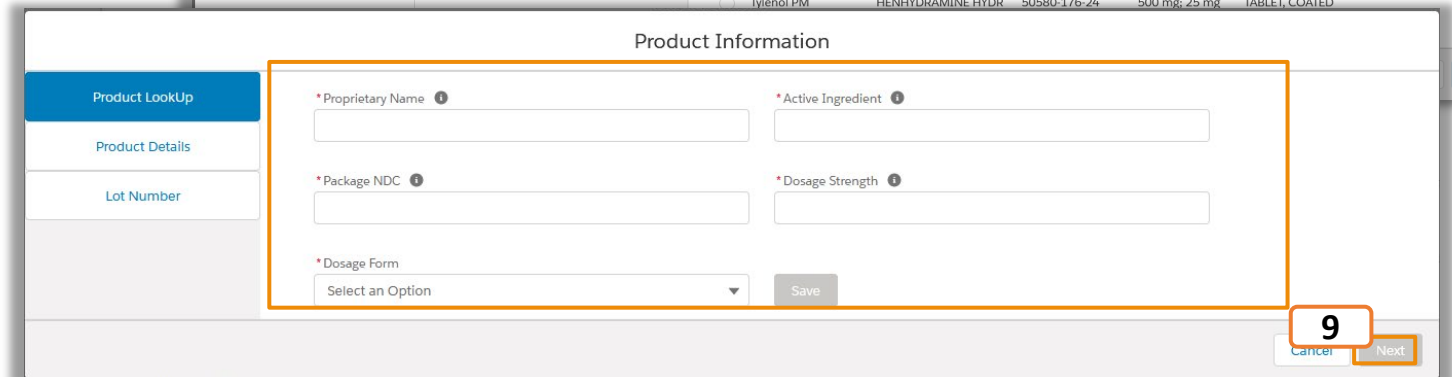 Tylenol PM HENHYDRAMINE HYDR 50580-176-24 500 mg; 25 mg TABLET, COATED
Product Information
Product LookUp
Product Details
Lot Number
*Proprietary Name
*Active Ingredient
*Package NDC
*Dosage Strength
*Dosage Form
Select an Option
Save
9
Cancel
Next